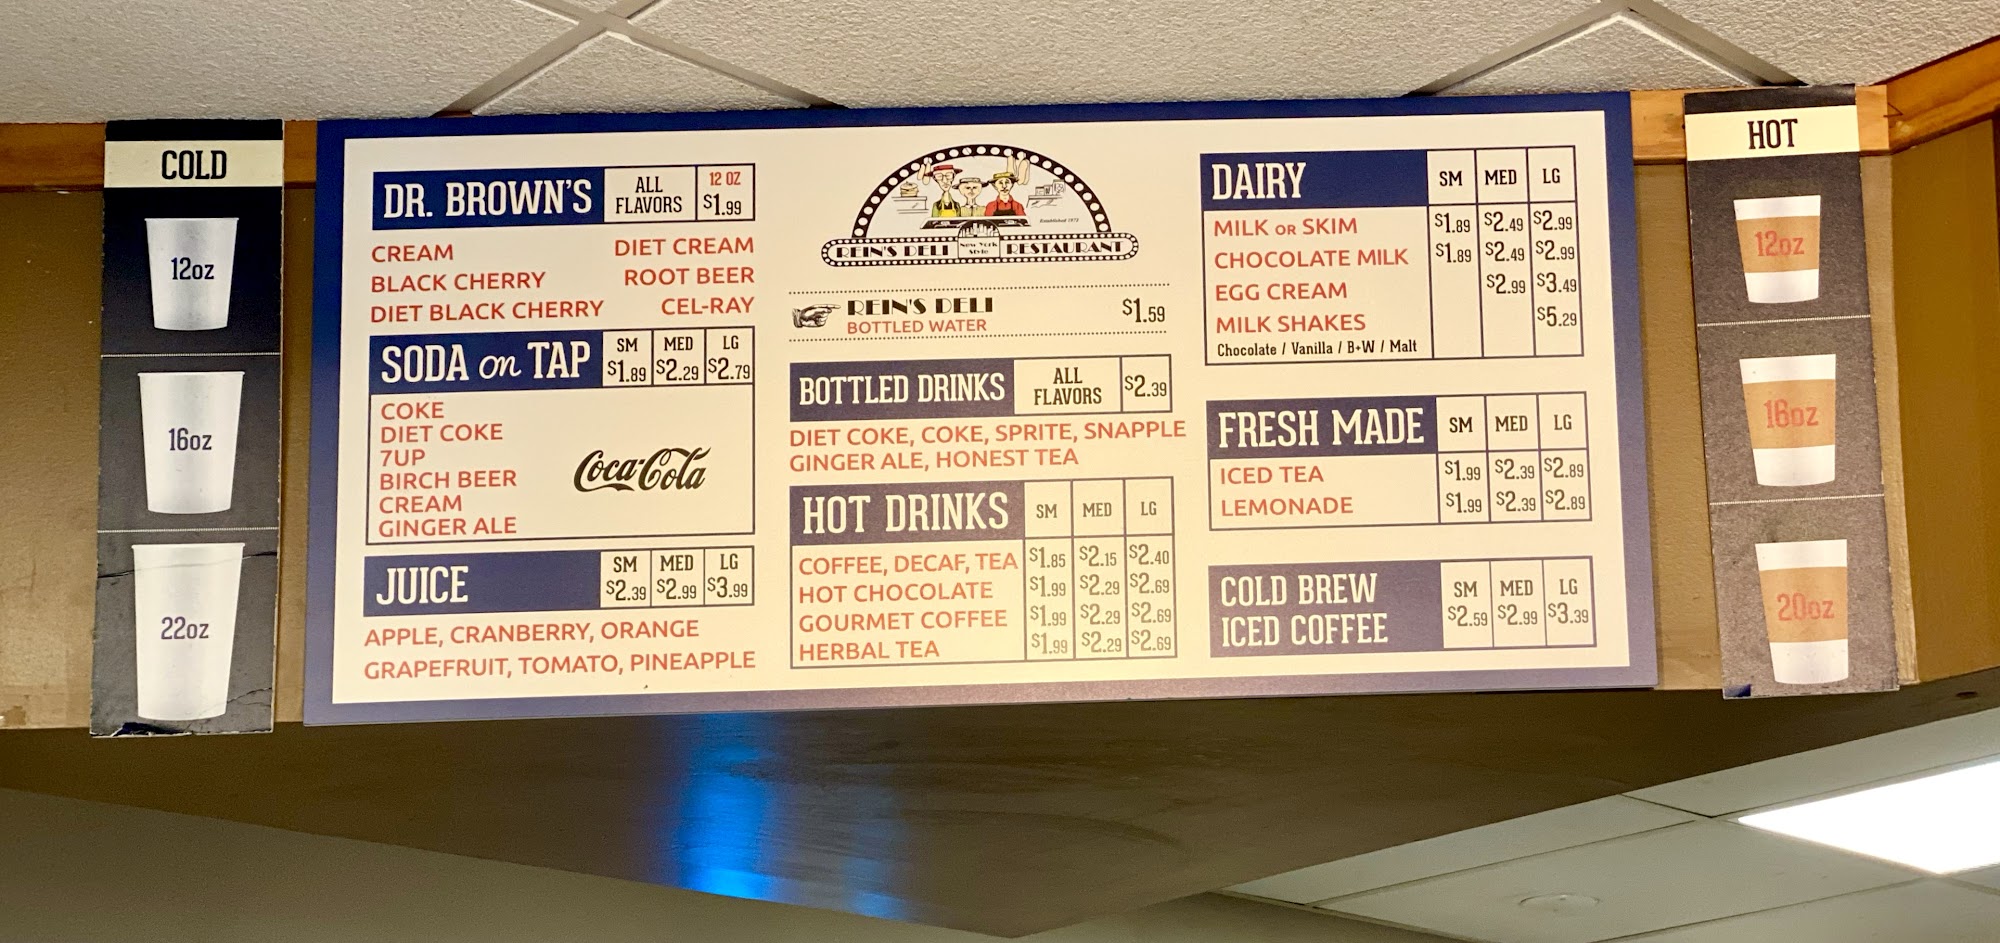 COLD
12oz
16oz
22oz
DR. BROWN'S ALL FLAVORS 12 OZ $1.99
CREAM DIET CREAM
BLACK CHERRY ROOT BEER
DIET BLACK CHERRY CEL-RAY
SODA on TAP SM $1.89 MED $2.29 LG $2.79
COKE
DIET COKE
7UP
BIRCH BEER
CREAM
GINGER ALE
Coca-Cola
JUICE SM $2.39 MED $2.99 LG $3.99
APPLE, CRANBERRY, ORANGE
GRAPEFRUIT, TOMATO, PINEAPPLE
Established 1972
REIN'S DELI New York Style RESTAURANT
REIN'S DELI
BOTTLED WATER $1.59
BOTTLED DRINKS ALL FLAVORS $2.39
DIET COKE, COKE, SPRITE, SNAPPLE
GINGER ALE, HONEST TEA
HOT DRINKS SM MED LG
COFFEE, DECAF, TEA $1.85 $2.15 $2.40
HOT CHOCOLATE $1.99 $2.29 $2.69
GOURMET COFFEE $1.99 $2.29 $2.69
HERBAL TEA $1.99 $2.29 $2.69
DAIRY SM MED LG
MILK OR SKIM $1.89 $2.49 $2.99
CHOCOLATE MILK $1.89 $2.49 $2.99
EGG CREAM $2.99 $3.49
MILK SHAKES $5.29
Chocolate / Vanilla / B+W / Malt
FRESH MADE SM MED LG
ICED TEA $1.99 $2.39 $2.89
LEMONADE $1.99 $2.39 $2.89
COLD BREW SM MED LG
ICED COFFEE $2.59 $2.99 $3.39
HOT
12oz
16oz
20oz